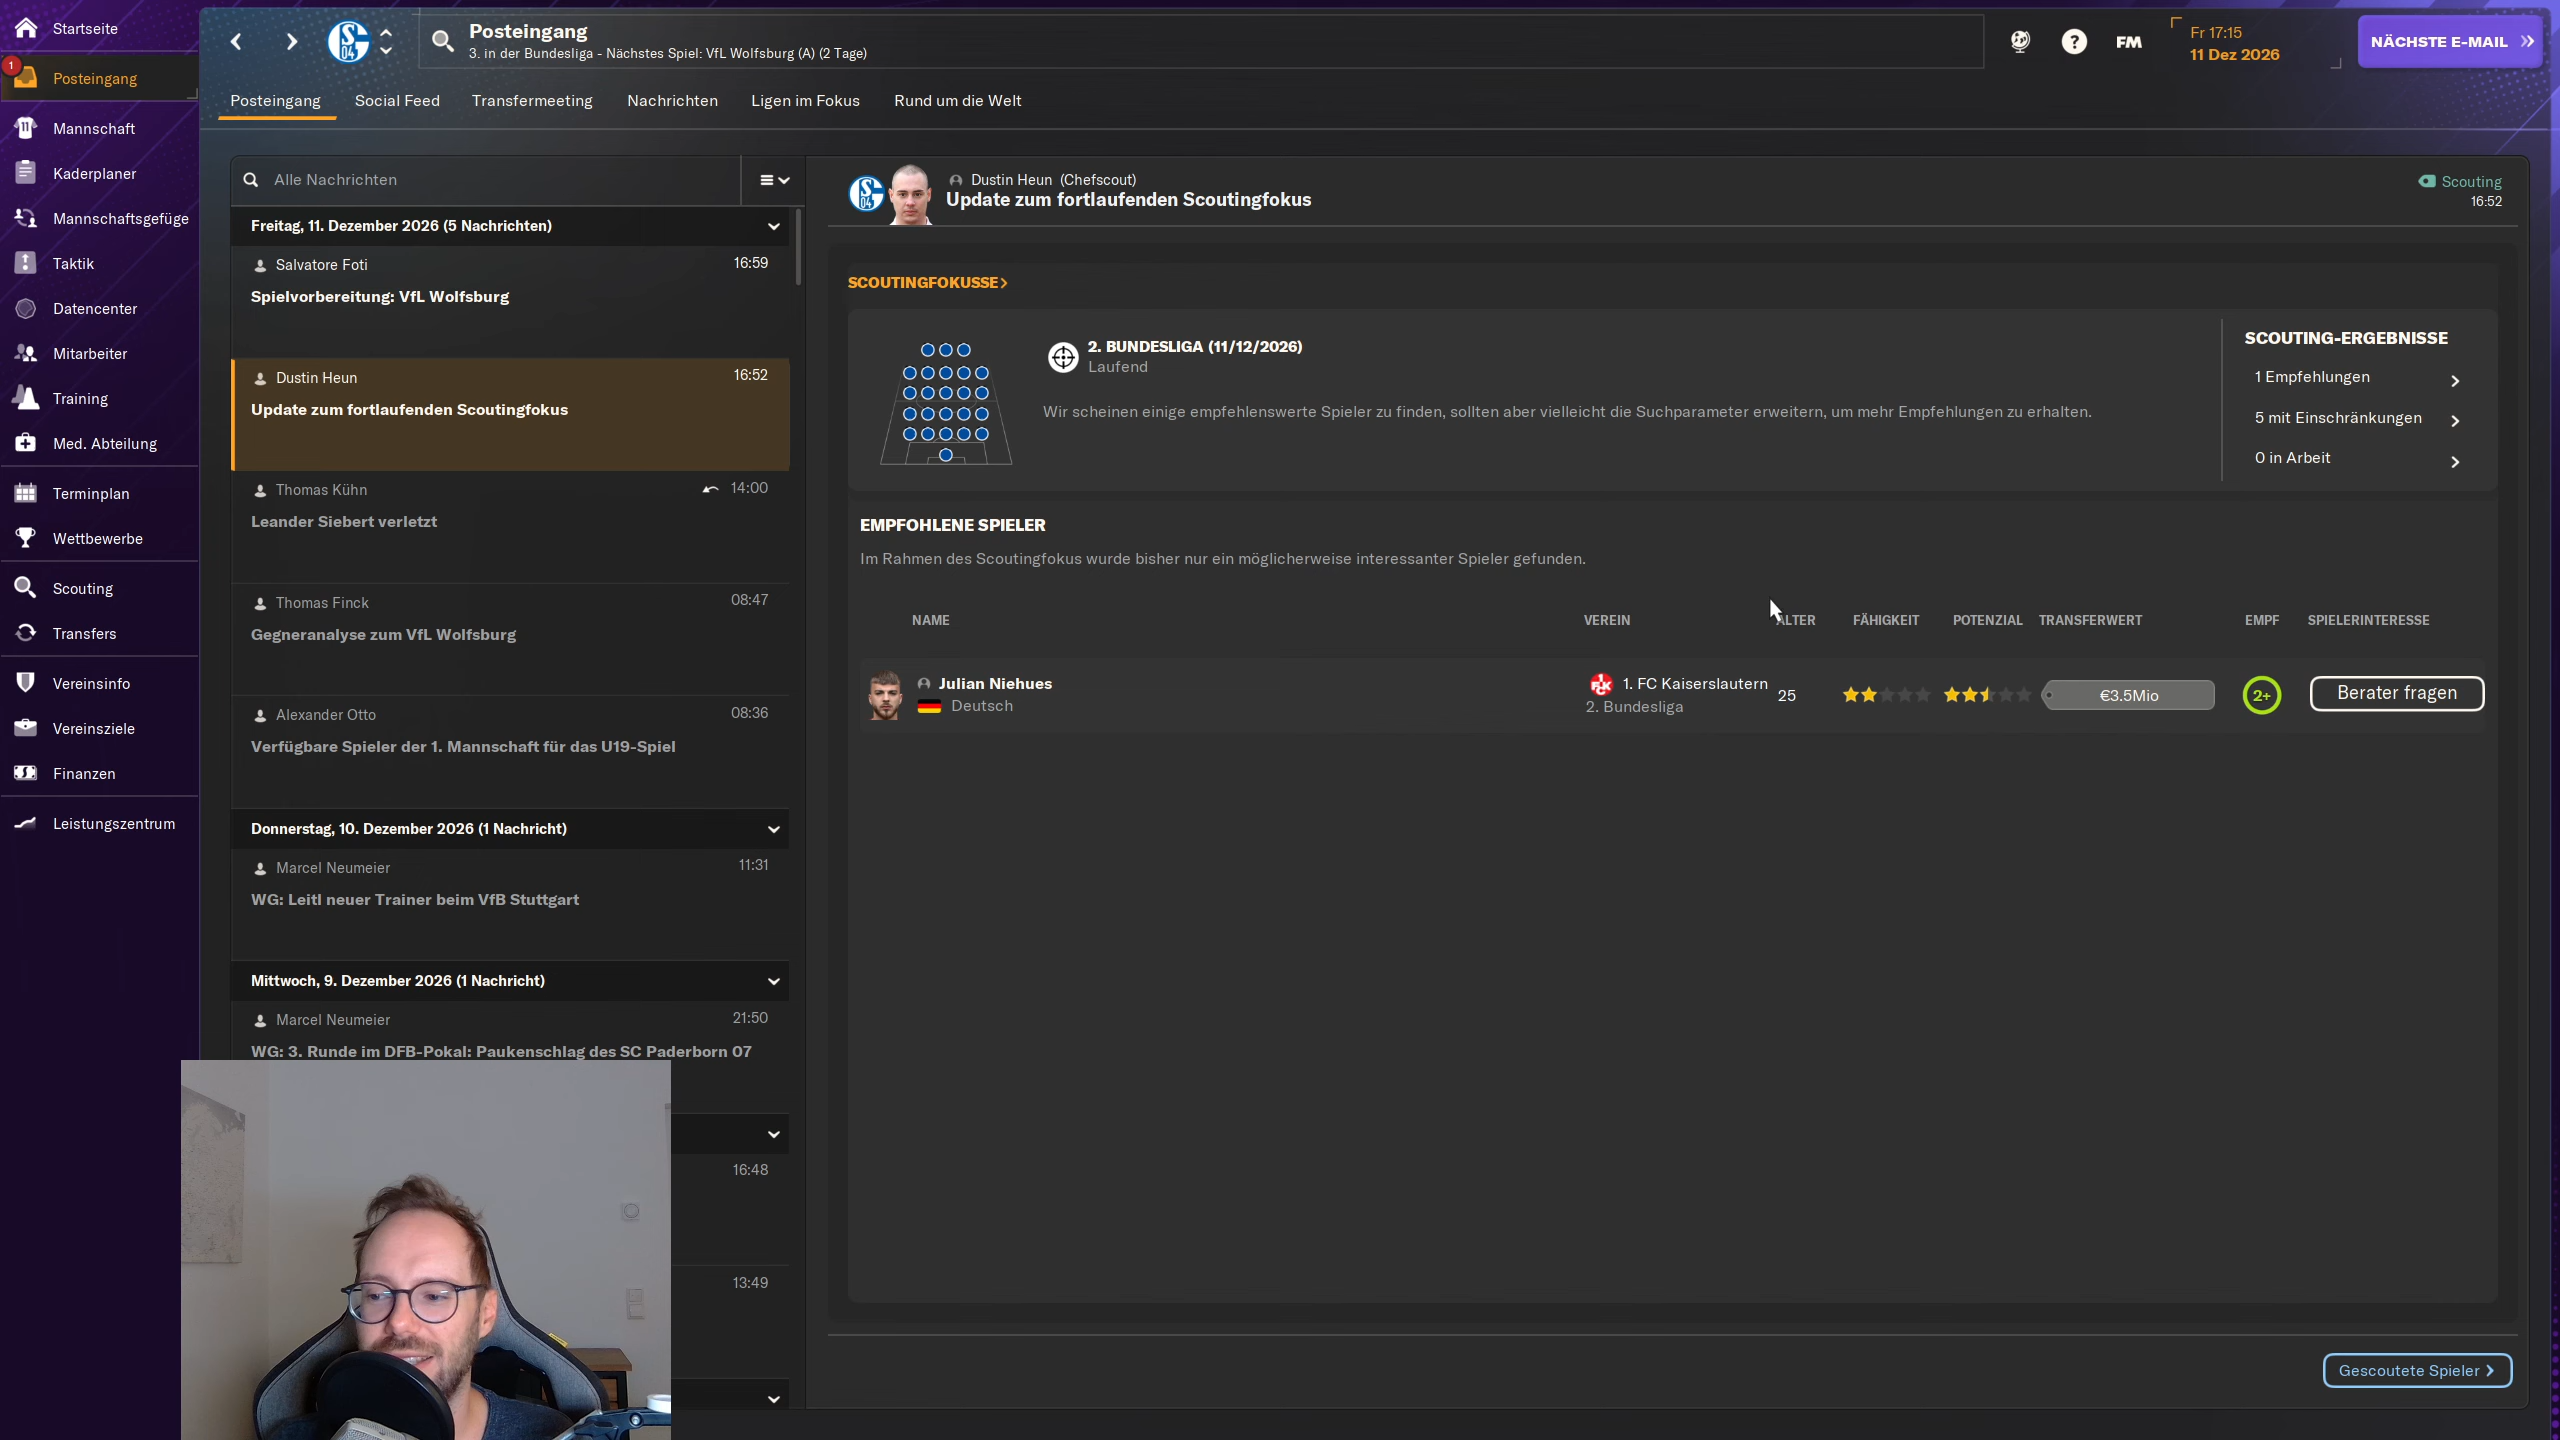 Startseite
1
Posteingang
Mannschaft
Kaderplaner
Mannschaftsgefüge
Taktik
Datencenter
Mitarbeiter
Training
Med. Abteilung
Terminplan
Wettbewerbe
Scouting
Transfers
Vereinsinfo
Vereinsziele
Finanzen
Leistungszentrum
Posteingang
3. in der Bundesliga - Nächstes Spiel: VfL Wolfsburg (A) (2 Tage)
?
FM
Fr 17:15
11 Dez 2026
NÄCHSTE E-MAIL
Posteingang
Social Feed
Transfermeeting
Nachrichten
Ligen im Fokus
Rund um die Welt
Alle Nachrichten
Freitag, 11. Dezember 2026 (5 Nachrichten)
Salvatore Foti 16:59
Spielvorbereitung: VfL Wolfsburg
Dustin Heun 16:52
Update zum fortlaufenden Scoutingfokus
Thomas Kühn 14:00
Leander Siebert verletzt
Thomas Finck 08:47
Gegneranalyse zum VfL Wolfsburg
Alexander Otto 08:36
Verfügbare Spieler der 1. Mannschaft für das U19-Spiel
Donnerstag, 10. Dezember 2026 (1 Nachricht)
Marcel Neumeier 11:31
WG: Leitl neuer Trainer beim VfB Stuttgart
Mittwoch, 9. Dezember 2026 (1 Nachricht)
Marcel Neumeier 21:50
WG: 3. Runde im DFB-Pokal: Paukenschlag des SC Paderborn 07
16:48
13:49
Dustin Heun (Chefscout)
Update zum fortlaufenden Scoutingfokus
Scouting
16:52
SCOUTINGFOKUSSE
2. BUNDESLIGA (11/12/2026)
Laufend
Wir scheinen einige empfehlenswerte Spieler zu finden, sollten aber vielleicht die Suchparameter erweitern, um mehr Empfehlungen zu erhalten.
SCOUTING-ERGEBNISSE
1 Empfehlungen
5 mit Einschränkungen
0 in Arbeit
EMPFOHLENE SPIELER
Im Rahmen des Scoutingfokus wurde bisher nur ein möglicherweise interessanter Spieler gefunden.
NAME VEREIN ALTER FÄHIGKEIT POTENZIAL TRANSFERWERT EMPF SPIELERINTERESSE
Julian Niehues
Deutsch
1. FC Kaiserslautern
2. Bundesliga
25
€3.5Mio
2+
Berater fragen
Gescoutete Spieler